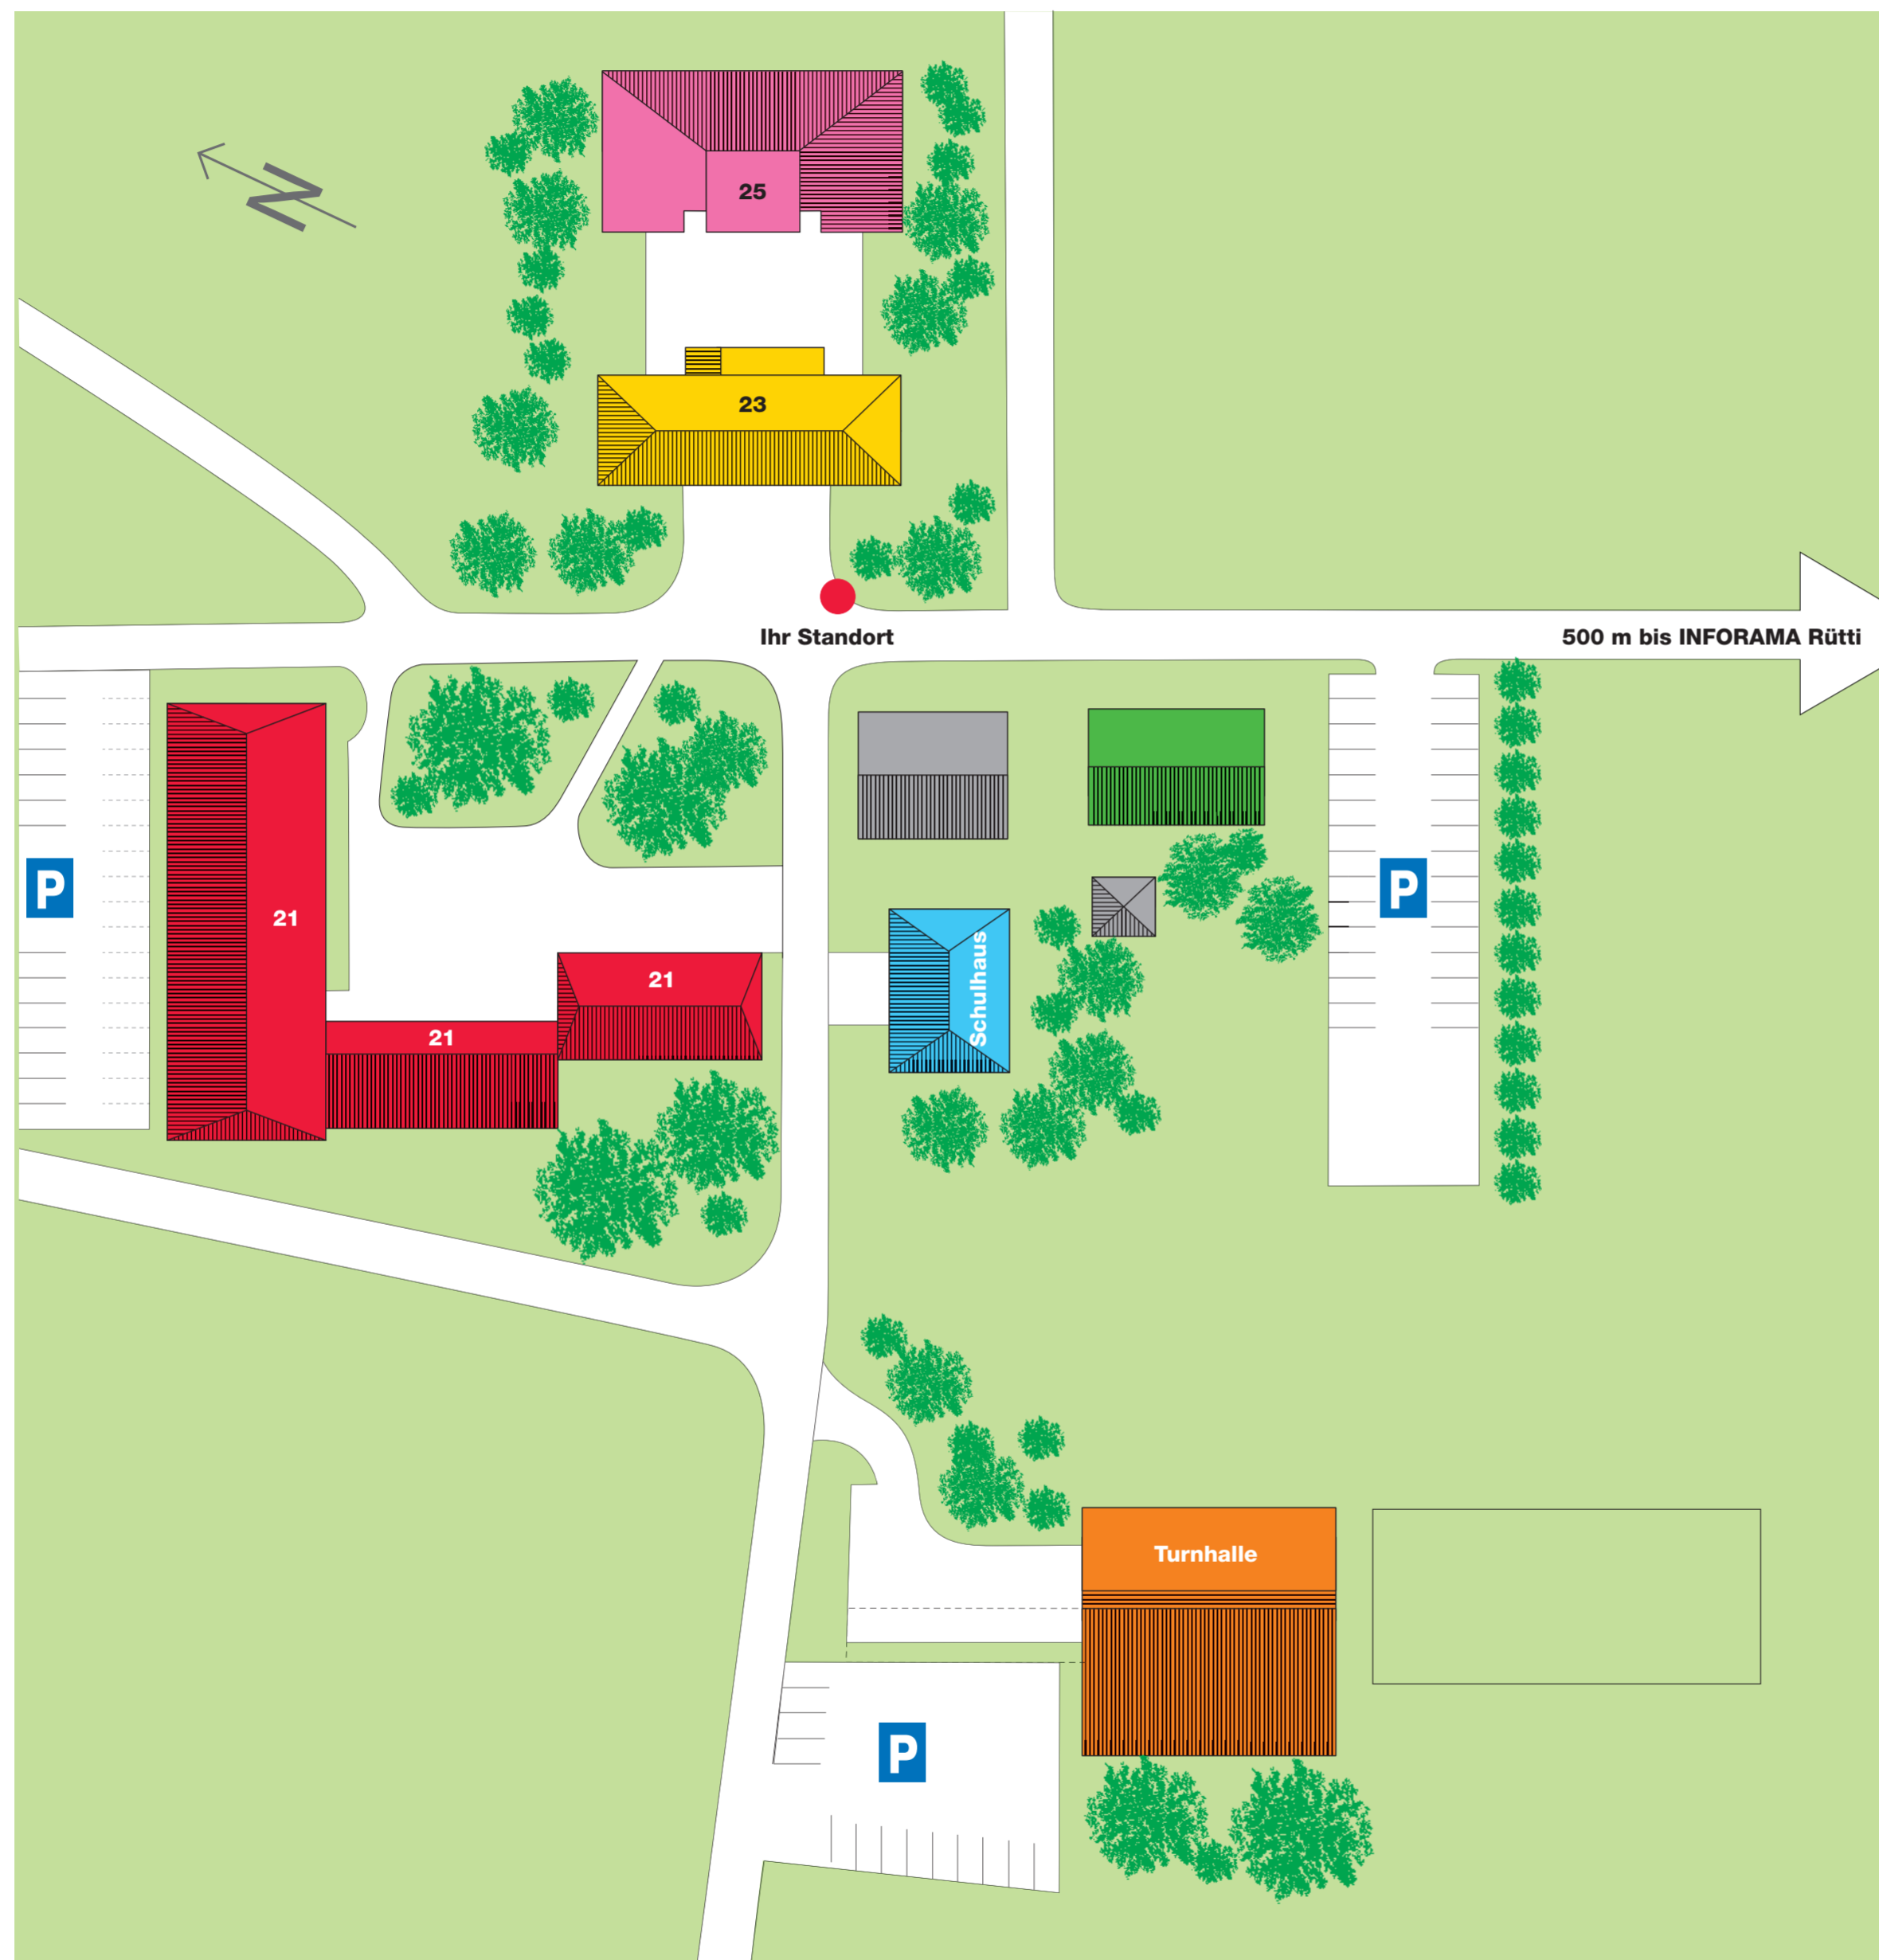 N
25
23
Ihr Standort
500 m bis INFORAMA Rütti
P
21
P
21
Schulhaus
21
Turnhalle
P